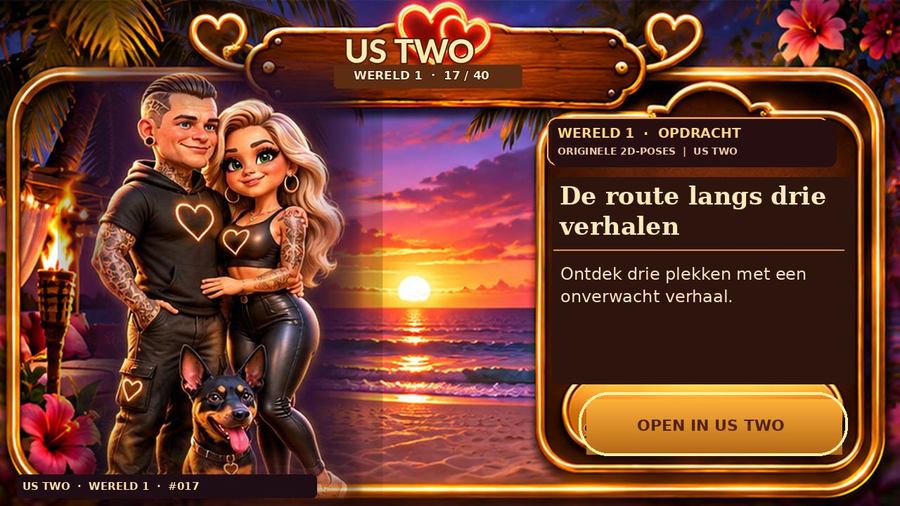 US TWO
WERELD 1 · 17 / 40
WERELD 1 · OPDRACHT
ORIGINELE 2D-POSES | US TWO
De route langs drie
verhalen
Ontdek drie plekken met een
onverwacht verhaal.
OPEN IN US TWO
US TWO · WERELD 1 · #017